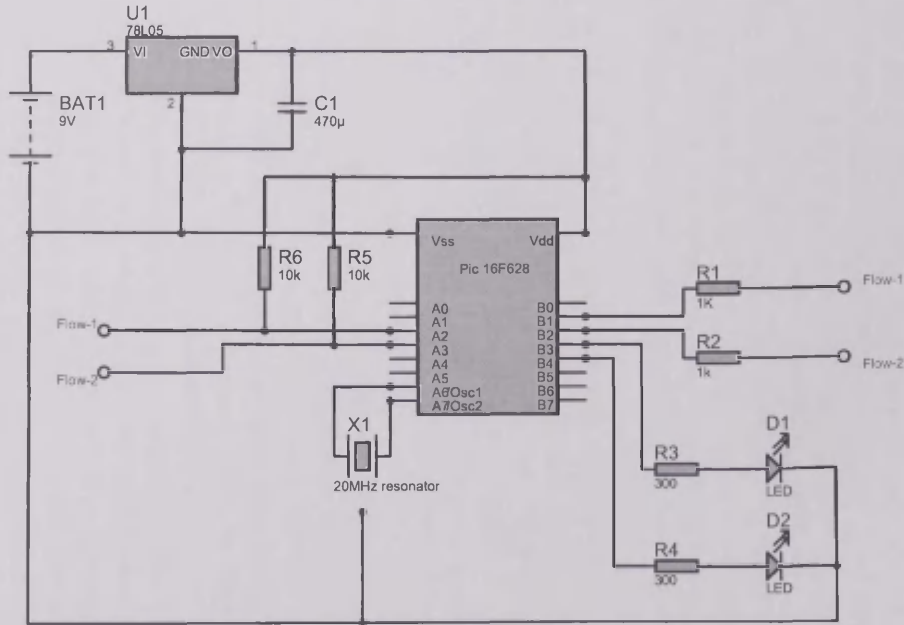 U1
78L05
3
VI
GND VO
1
2
BAT1
9V
C1
470µ
Vss
Vdd
Pic 16F628
R6
10k
R5
10k
R1
1K
Flow-1
R2
1k
Flow-2
Flow-1
Flow-2
A0
A1
A2
A3
A4
A5
A6/Osc1
A7/Osc2
B0
B1
B2
B3
B4
B5
B6
B7
X1
20MHz resonator
D1
LED
R3
300
D2
LED
R4
300